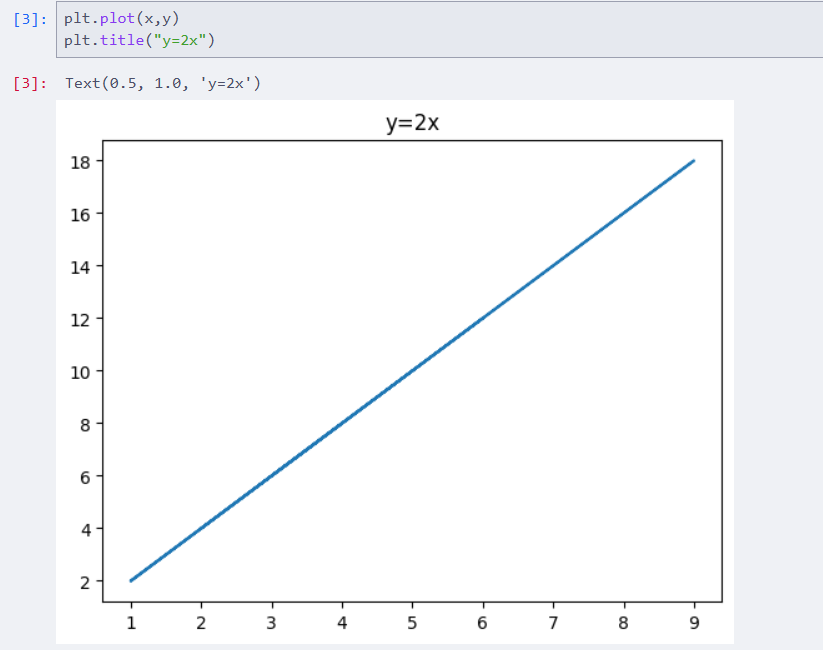 [3]: plt.plot(x,y)
plt.title("y=2x")
[3]: Text(0.5, 1.0, 'y=2x')
y=2x
18
16
14
12
10
8
6
4
2
1 2 3 4 5 6 7 8 9